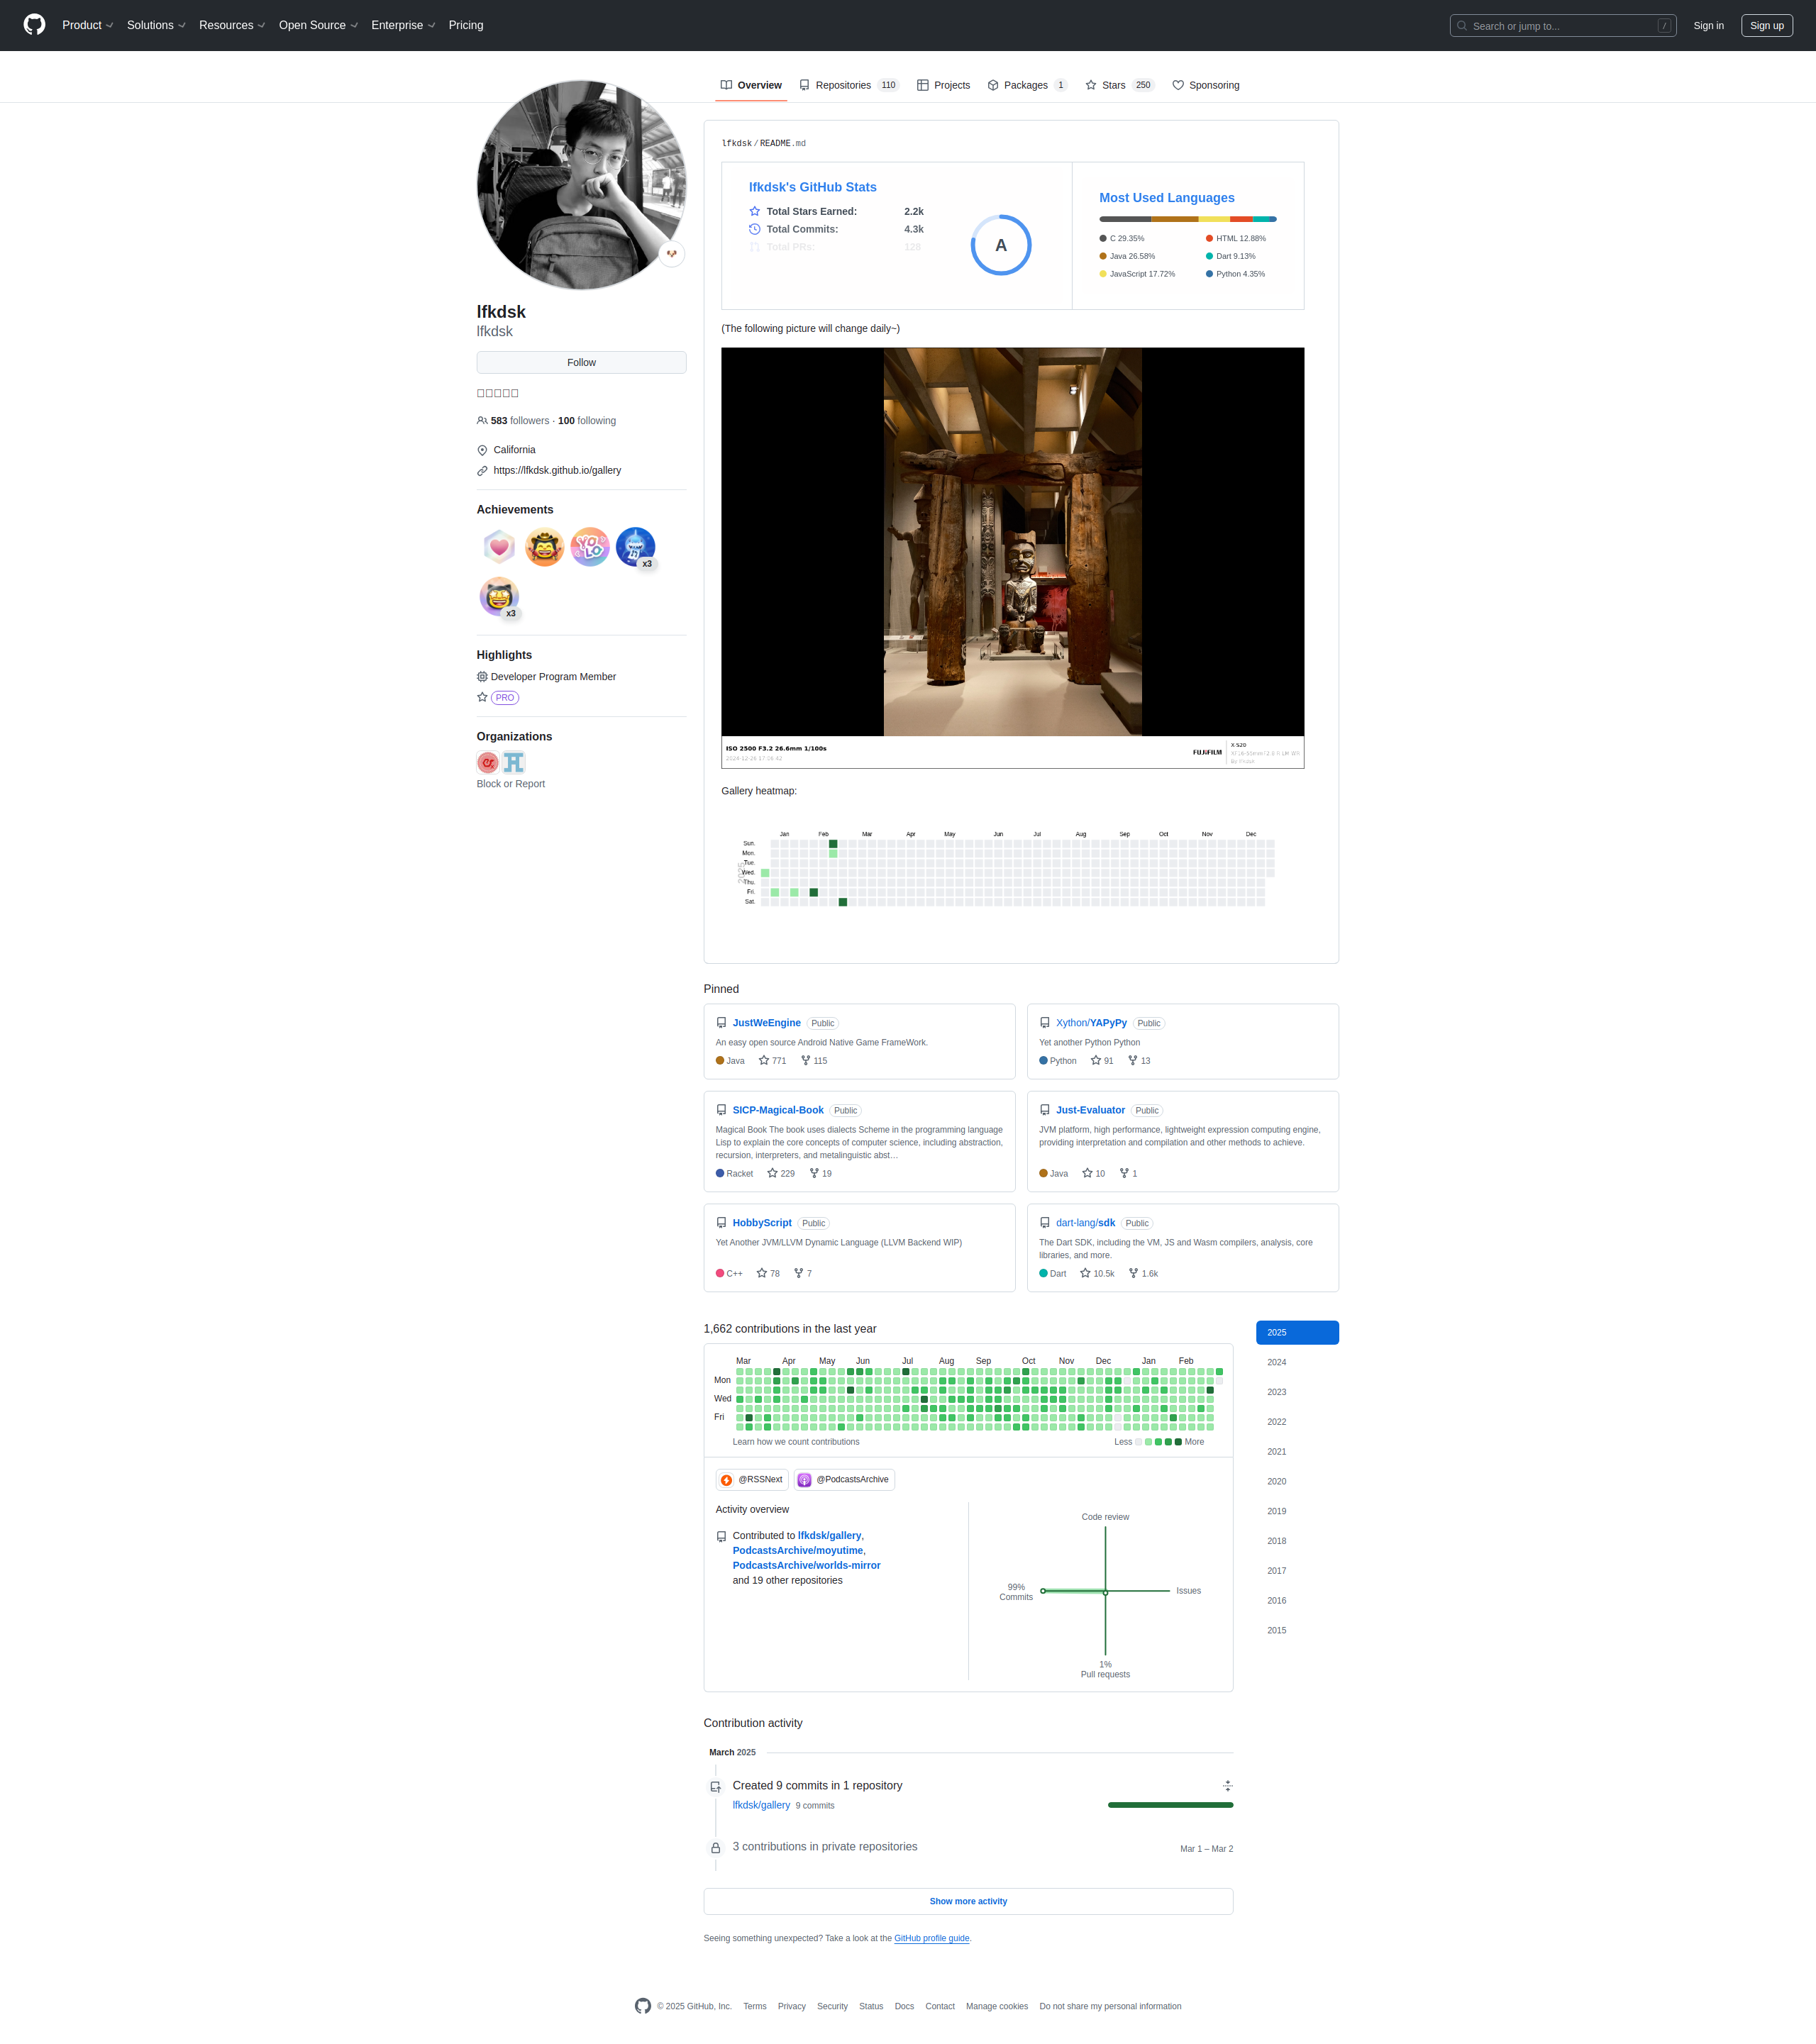 Product Solutions Resources Open Source Enterprise Pricing Search or jump to... / Sign in Sign up
Overview Repositories 110 Projects Packages 1 Stars 250 Sponsoring
lfkdsk
lfkdsk
Follow
583 followers · 100 following
California
https://lfkdsk.github.io/gallery
Achievements
YOLO
x3
x3
Highlights
Developer Program Member
PRO
Organizations
Block or Report
lfkdsk / README.md
lfkdsk's GitHub Stats
Total Stars Earned: 2.2k
Total Commits: 4.3k
Total PRs: 128
A
Most Used Languages
C 29.35% HTML 12.88%
Java 26.58% Dart 9.13%
JavaScript 17.72% Python 4.35%
(The following picture will change daily~)
ISO 2500 F3.2 26.6mm 1/100s
FUJIFILM
X-S20
Gallery heatmap:
Jan Feb Mar Apr May Jun Jul Aug Sep Oct Nov Dec
2025
Sun.
Mon.
Tue.
Wed.
Thu.
Fri.
Sat.
Pinned
JustWeEngine Public
An easy open source Android Native Game FrameWork.
Java 771 115
Xython/YAPyPy Public
Yet another Python Python
Python 91 13
SICP-Magical-Book Public
Magical Book The book uses dialects Scheme in the programming language
Lisp to explain the core concepts of computer science, including abstraction,
recursion, interpreters, and metalinguistic abst…
Racket 229 19
Just-Evaluator Public
JVM platform, high performance, lightweight expression computing engine,
providing interpretation and compilation and other methods to achieve.
Java 10 1
HobbyScript Public
Yet Another JVM/LLVM Dynamic Language (LLVM Backend WIP)
C++ 78 7
dart-lang/sdk Public
The Dart SDK, including the VM, JS and Wasm compilers, analysis, core
libraries, and more.
Dart 10.5k 1.6k
1,662 contributions in the last year
Mar Apr May Jun Jul Aug Sep Oct Nov Dec Jan Feb
Mon
Wed
Fri
Learn how we count contributions
Less More
@RSSNext @PodcastsArchive
Activity overview
Contributed to lfkdsk/gallery,
PodcastsArchive/moyutime,
PodcastsArchive/worlds-mirror
and 19 other repositories
Code review
99%
Commits
Issues
1%
Pull requests
2025
2024
2023
2022
2021
2020
2019
2018
2017
2016
2015
Contribution activity
March 2025
Created 9 commits in 1 repository
lfkdsk/gallery 9 commits
3 contributions in private repositories Mar 1 – Mar 2
Show more activity
Seeing something unexpected? Take a look at the GitHub profile guide.
© 2025 GitHub, Inc. Terms Privacy Security Status Docs Contact Manage cookies Do not share my personal information